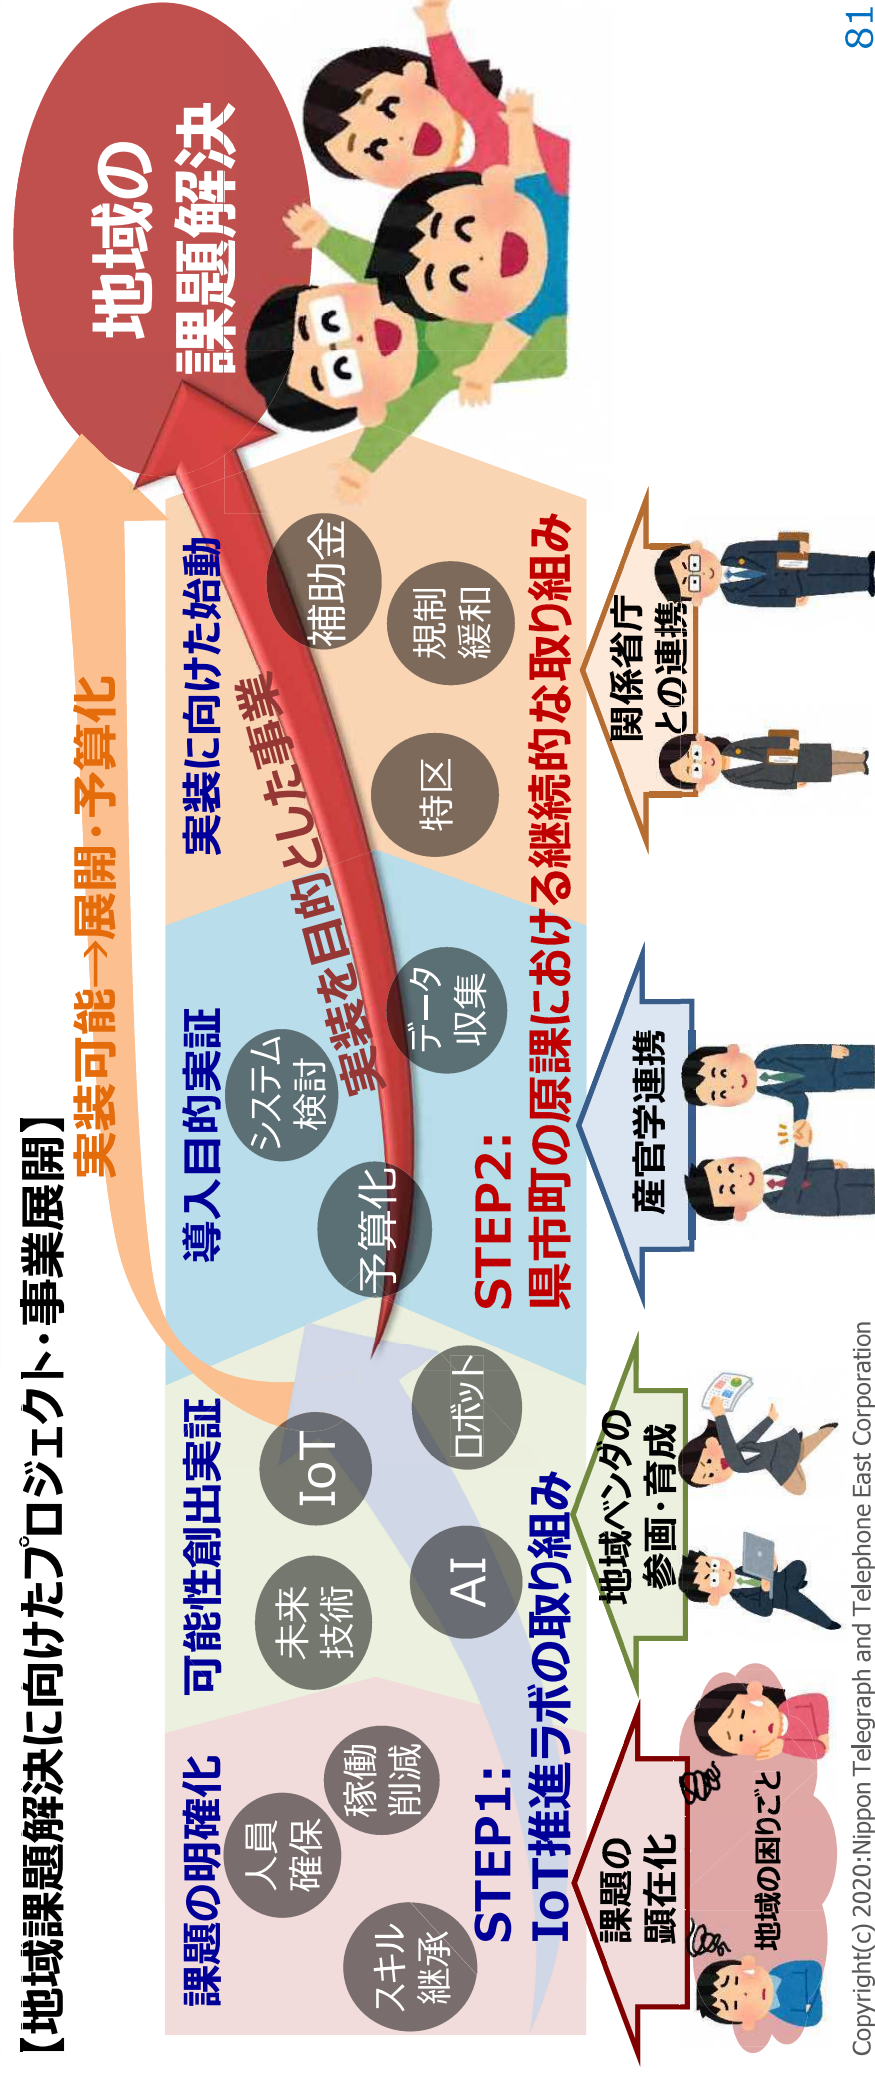 【地域課題解決に向けたプロジェクト・事業展開】
実装可能→展開・予算化
地域の
課題解決
課題の明確化
可能性創出実証
導入目的実証
実装に向けた始動
人員
確保
稼働
削減
スキル
継承
未来
技術
IoT
AI
ロボット
システム
検討
予算化
データ
収集
実装を目的とした事業
補助金
規制
緩和
特区
STEP1:
IoT推進ラボの取り組み
STEP2:
県市町の原課における継続的な取り組み
課題の
顕在化
地域の困りごと
地域ベンダの
参画・育成
産官学連携
関係省庁
との連携
Copyright(c) 2020:Nippon Telegraph and Telephone East Corporation
81